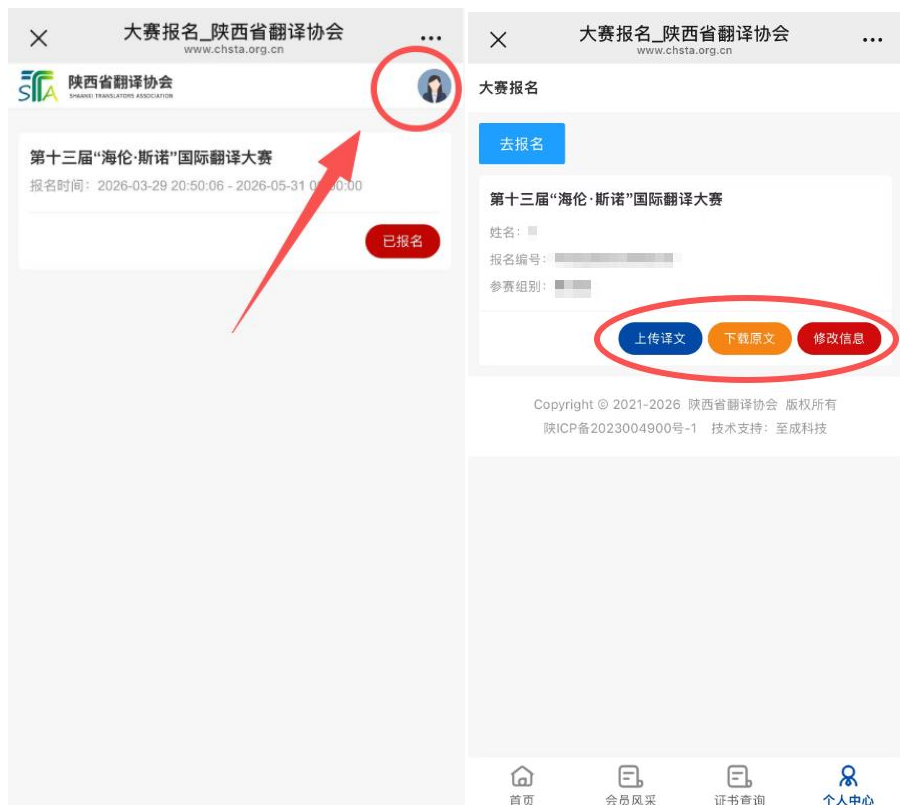 大赛报名_陕西省翻译协会
www.chsta.org.cn
陕西省翻译协会
SHAANXI TRANSLATORS ASSOCIATION
第十三届“海伦·斯诺”国际翻译大赛
报名时间：2026-03-29 20:50:06 - 2026-05-31 0
00:00
已报名
大赛报名_陕西省翻译协会
www.chsta.org.cn
大赛报名
去报名
第十三届“海伦·斯诺”国际翻译大赛
姓名：
报名编号：
参赛组别：
上传译文 下载原文 修改信息
Copyright © 2021-2026 陕西省翻译协会 版权所有
陕ICP备2023004900号-1 技术支持：至成科技
首页 会员风采 证书查询 个人中心